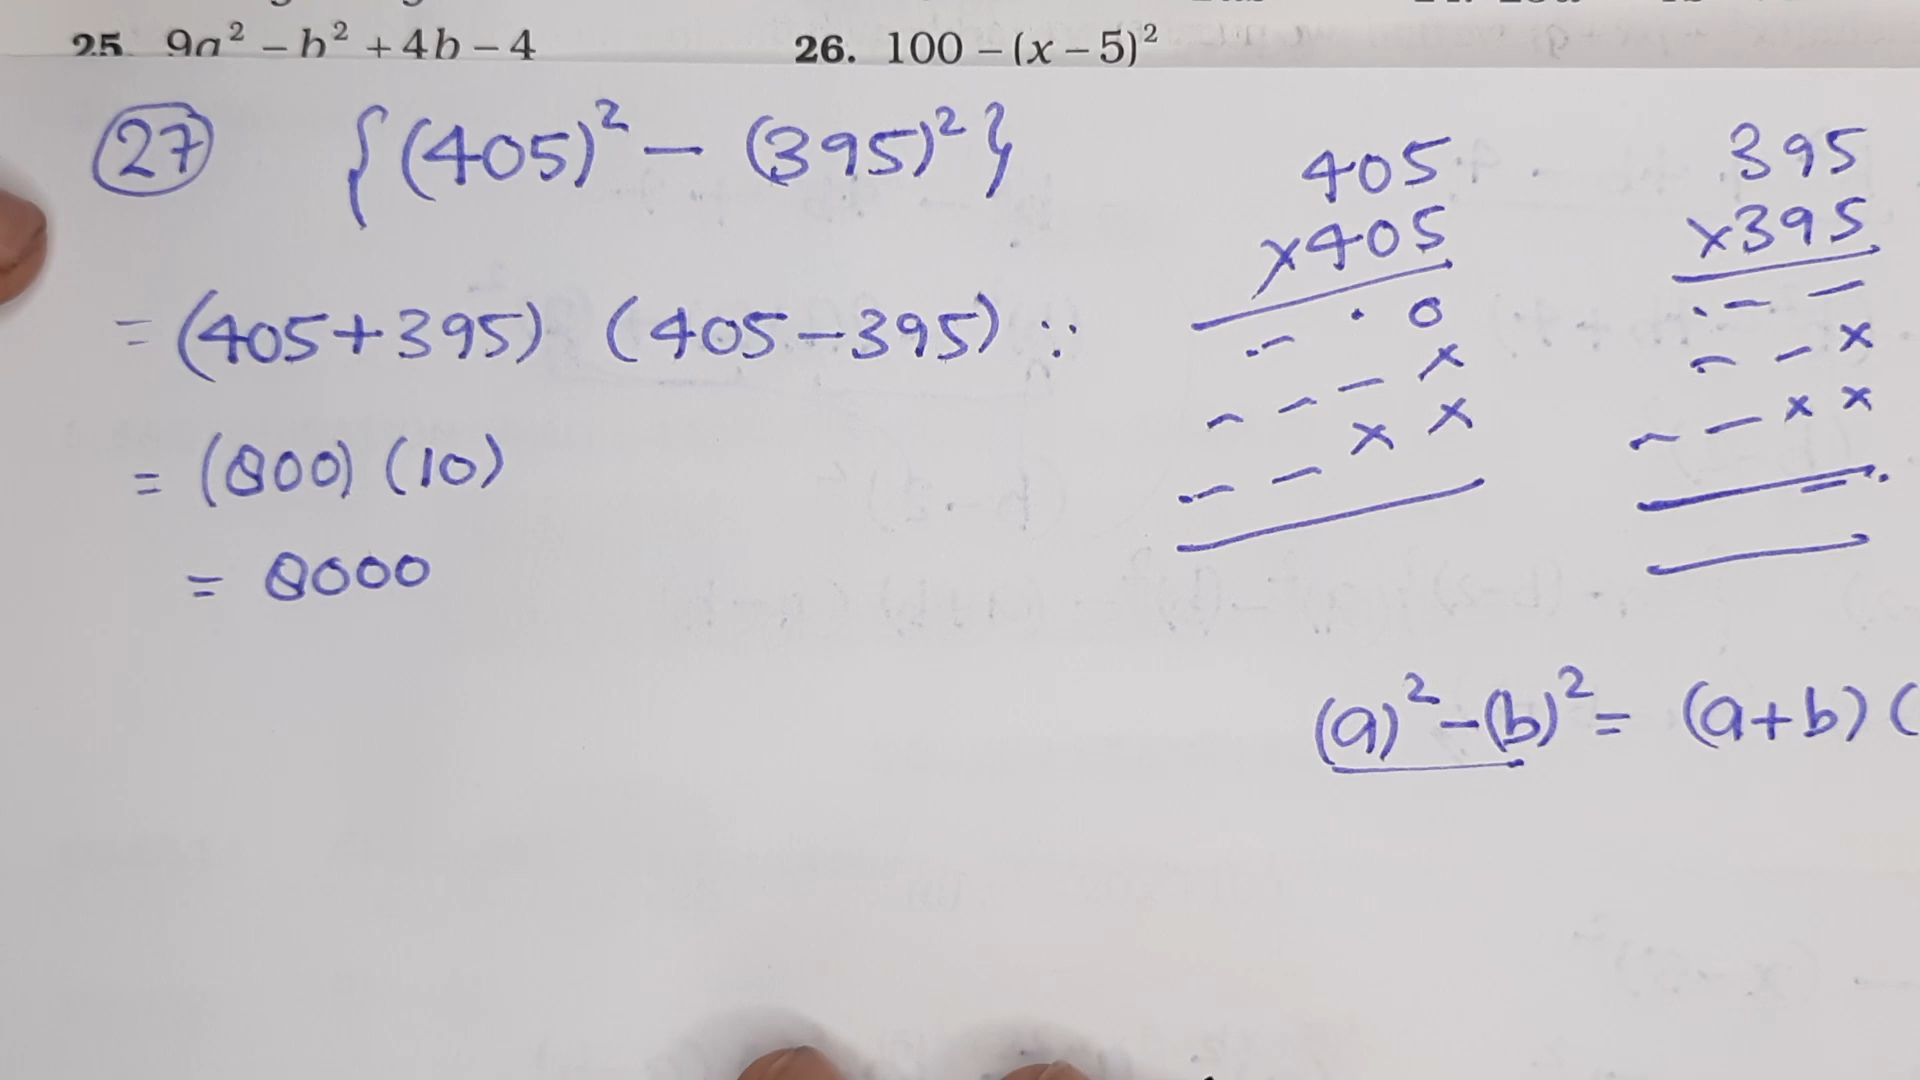 25. 9a² – b² + 4b – 4
26. 100 – (x – 5)²
27 {(405)² – (395)²}
= (405+395) (405–395) ∵
= (800) (10)
= 8000
405
×405
0
×
× ×
395
×395
×
× ×
(a)² – (b)² = (a+b) (